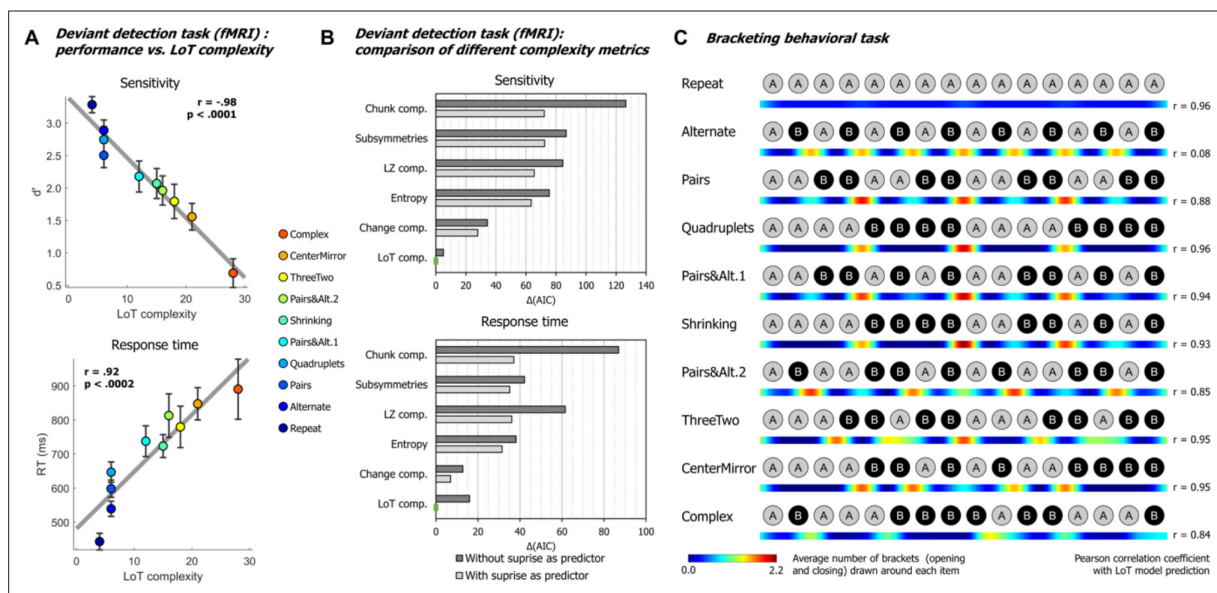 A
Deviant detection task (fMRI) :
performance vs. LoT complexity
Sensitivity
r = -.98
p < .0001
3.0
2.5
2.0
1.5
1.0
0.5
d'
0
10
20
30
LoT complexity
Response time
r = .92
p < .0002
900
800
700
600
500
RT (ms)
0
10
20
30
LoT complexity
Complex
CenterMirror
ThreeTwo
Pairs&Alt.2
Shrinking
Pairs&Alt.1
Quadruplets
Pairs
Alternate
Repeat
B
Deviant detection task (fMRI):
comparison of different complexity metrics
Sensitivity
Chunk comp.
Subsymmetries
LZ comp.
Entropy
Change comp.
LoT comp.
0 20 40 60 80 100 120 140
Δ(AIC)
Response time
Chunk comp.
Subsymmetries
LZ comp.
Entropy
Change comp.
LoT comp.
0 20 40 60 80 100
Δ(AIC)
Without suprise as predictor
With suprise as predictor
C
Bracketing behavioral task
Repeat A A A A A A A A A A A A A A A A
r = 0.96
Alternate A B A B A B A B A B A B A B A B
r = 0.08
Pairs A A B B A A B B A A B B A A B B
r = 0.88
Quadruplets A A A A B B B B A A A A B B B B
r = 0.96
Pairs&Alt.1 A A B B A B A B A A B B A B A B
r = 0.94
Shrinking A A A A B B B B A A B B A B A B
r = 0.93
Pairs&Alt.2 A B A A B B A B A B A A B B A B
r = 0.85
ThreeTwo A A A B B A B B A A A B B A B B
r = 0.95
CenterMirror A A A A B B A B A B A A B B B B
r = 0.95
Complex A B A A A B B B B A B B A A A B
r = 0.84
0.0
2.2
Average number of brackets (opening
and closing) drawn around each item
Pearson correlation coefficient
with LoT model prediction